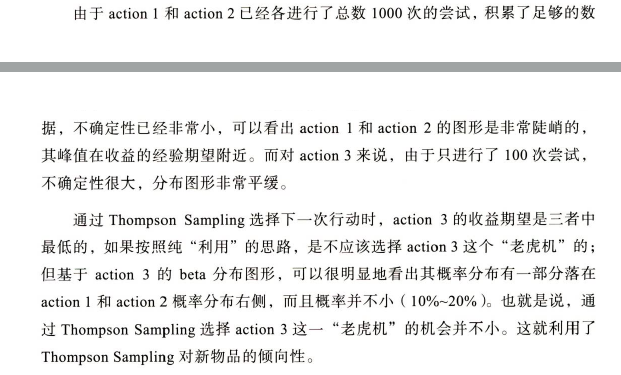 由于 action 1 和 action 2 已经各进行了总数 1000 次的尝试，积累了足够的数
据，不确定性已经非常小，可以看出 action 1 和 action 2 的图形是非常陡峭的，
其峰值在收益的经验期望附近。而对 action 3 来说，由于只进行了 100 次尝试，
不确定性很大，分布图形非常平缓。
通过 Thompson Sampling 选择下一次行动时，action 3 的收益期望是三者中
最低的，如果按照纯“利用”的思路，是不应该选择 action 3 这个“老虎机”的；
但基于 action 3 的 beta 分布图形，可以很明显地看出其概率分布有一部分落在
action 1 和 action 2 概率分布右侧，而且概率并不小（10%~20%）。也就是说，通
过 Thompson Sampling 选择 action 3 这一“老虎机”的机会并不小。这就利用了
Thompson Sampling 对新物品的倾向性。